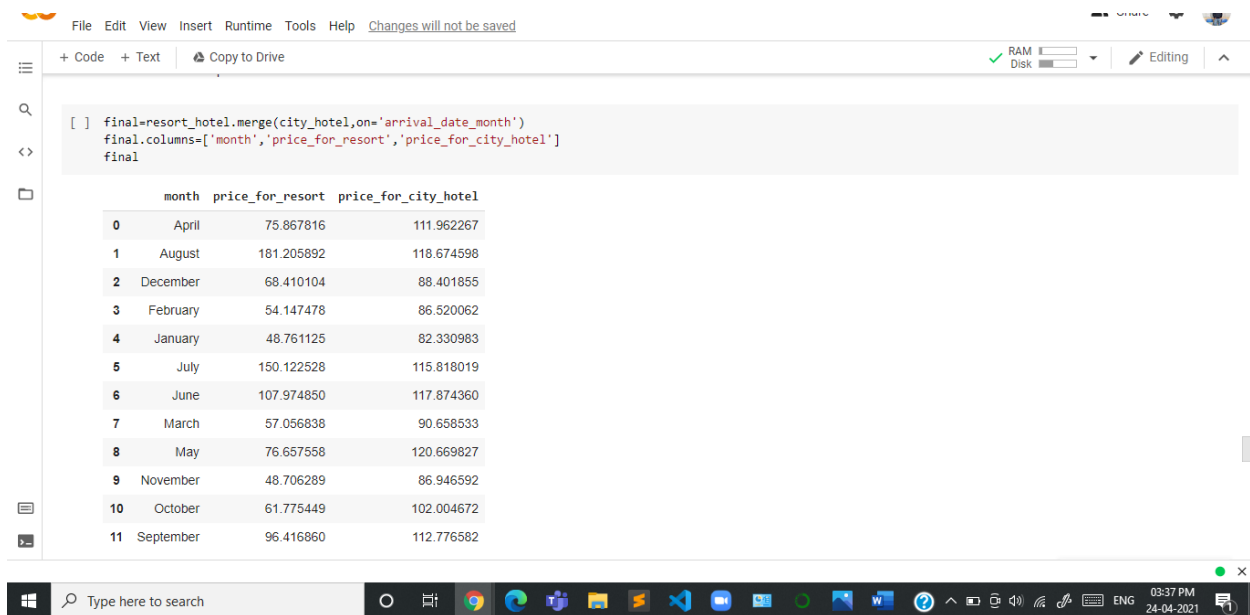 File Edit View Insert Runtime Tools Help Changes will not be saved
+ Code + Text Copy to Drive RAM Disk Editing
[ ] final=resort_hotel.merge(city_hotel,on='arrival_date_month')
final.columns=['month','price_for_resort','price_for_city_hotel']
final
month price_for_resort price_for_city_hotel
0 April 75.867816 111.962267
1 August 181.205892 118.674598
2 December 68.410104 88.401855
3 February 54.147478 86.520062
4 January 48.761125 82.330983
5 July 150.122528 115.818019
6 June 107.974850 117.874360
7 March 57.056838 90.658533
8 May 76.657558 120.669827
9 November 48.706289 86.946592
10 October 61.775449 102.004672
11 September 96.416860 112.776582
Type here to search ENG 03:37 PM
24-04-2021